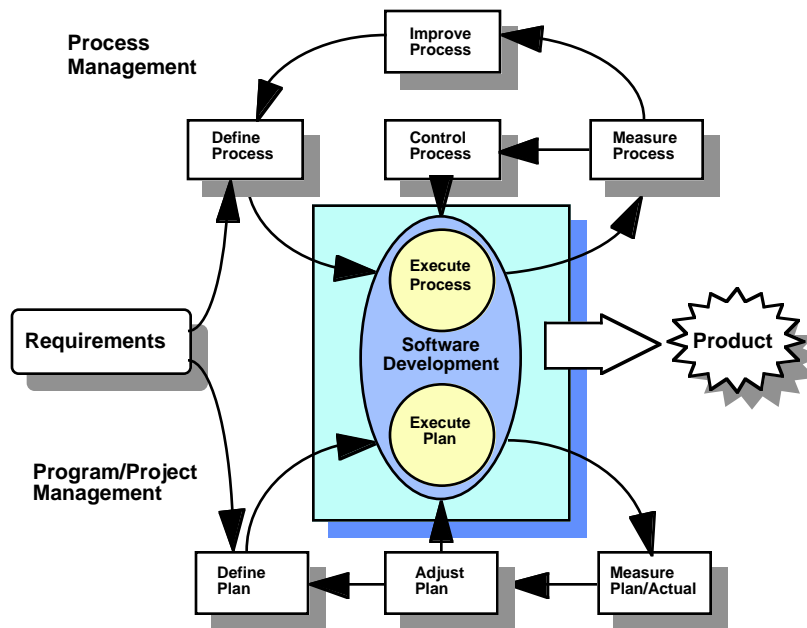 Process
Management
Improve
Process
Define
Process
Control
Process
Measure
Process
Execute
Process
Requirements
Software
Development
Product
Execute
Plan
Program/Project
Management
Define
Plan
Adjust
Plan
Measure
Plan/Actual